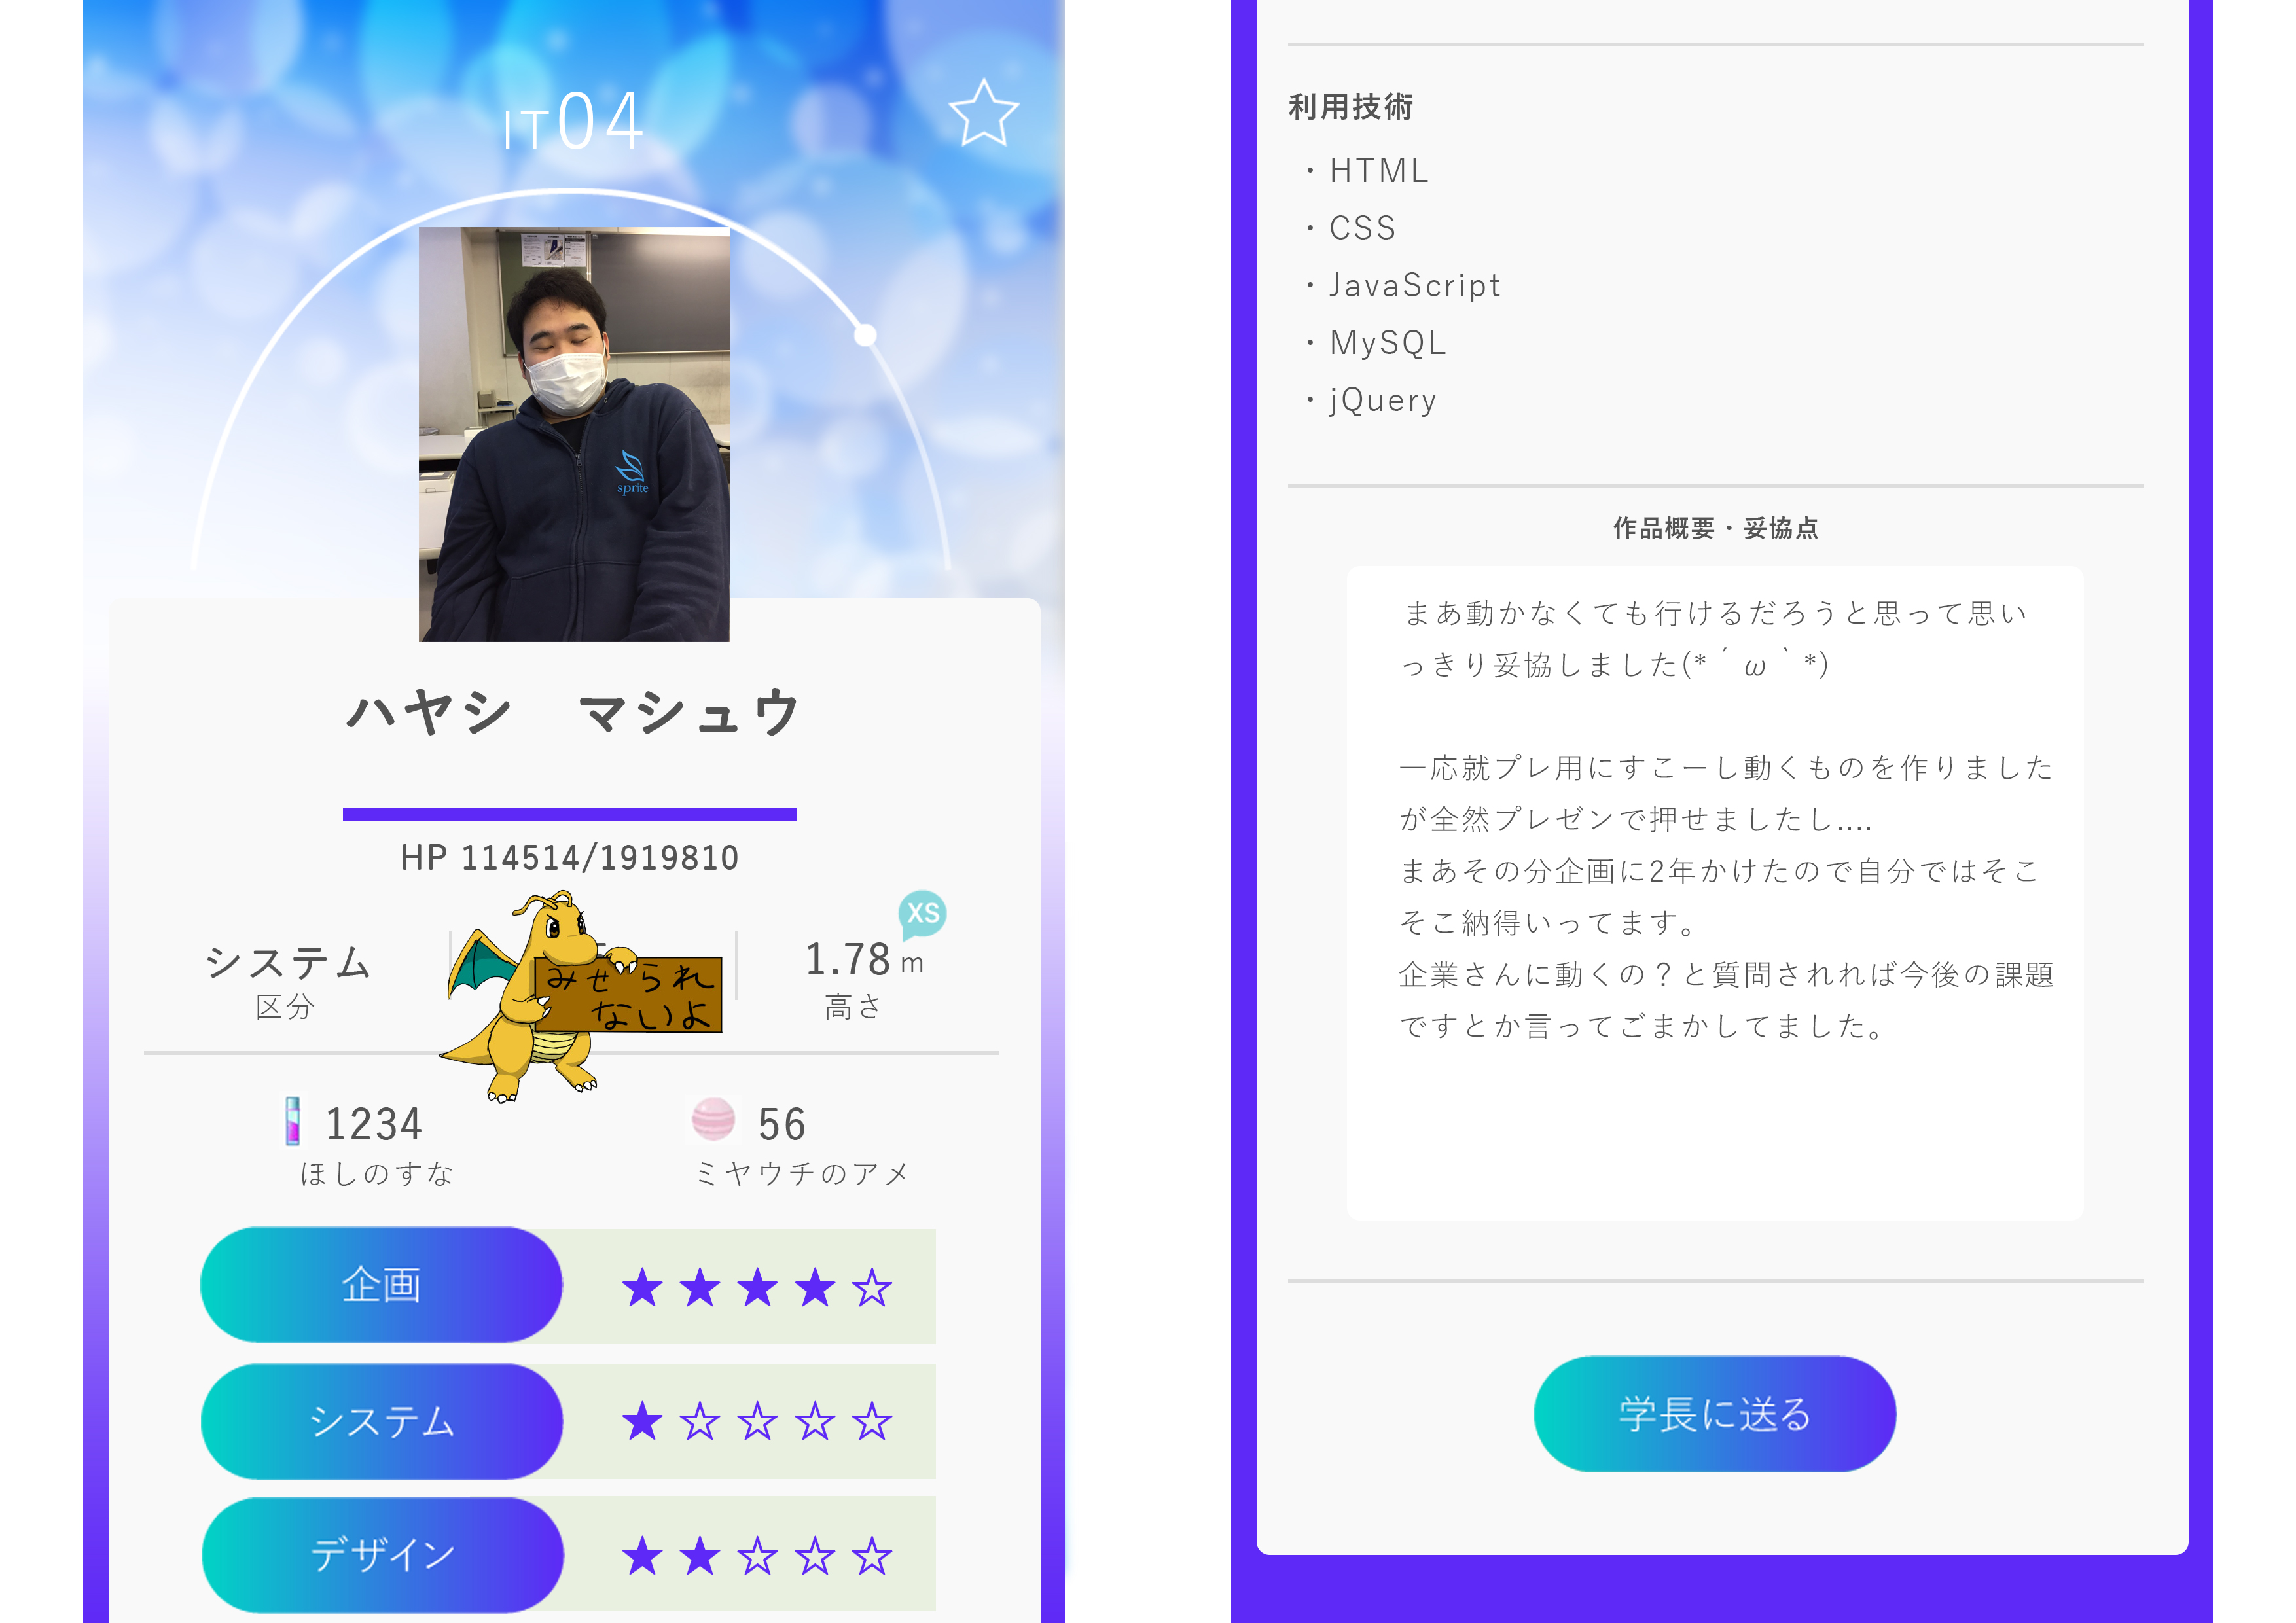 IT04
sprite
ハヤシ　マシュウ
HP 114514/1919810
XS
システム
区分
みせられ
ないよ
1.78 m
高さ
1234
ほしのすな
56
ミヤウチのアメ
企画 ★★★★☆
システム ★☆☆☆☆
デザイン ★★☆☆☆
利用技術
・HTML
・CSS
・JavaScript
・MySQL
・jQuery
作品概要・妥協点
まあ動かなくても行けるだろうと思って思い
っきり妥協しました(*´ω｀*)
一応就プレ用にすこーし動くものを作りました
が全然プレゼンで押せましたし....
まあその分企画に2年かけたので自分ではそこ
そこ納得いってます。
企業さんに動くの？と質問されれば今後の課題
ですとか言ってごまかしてました。
学長に送る